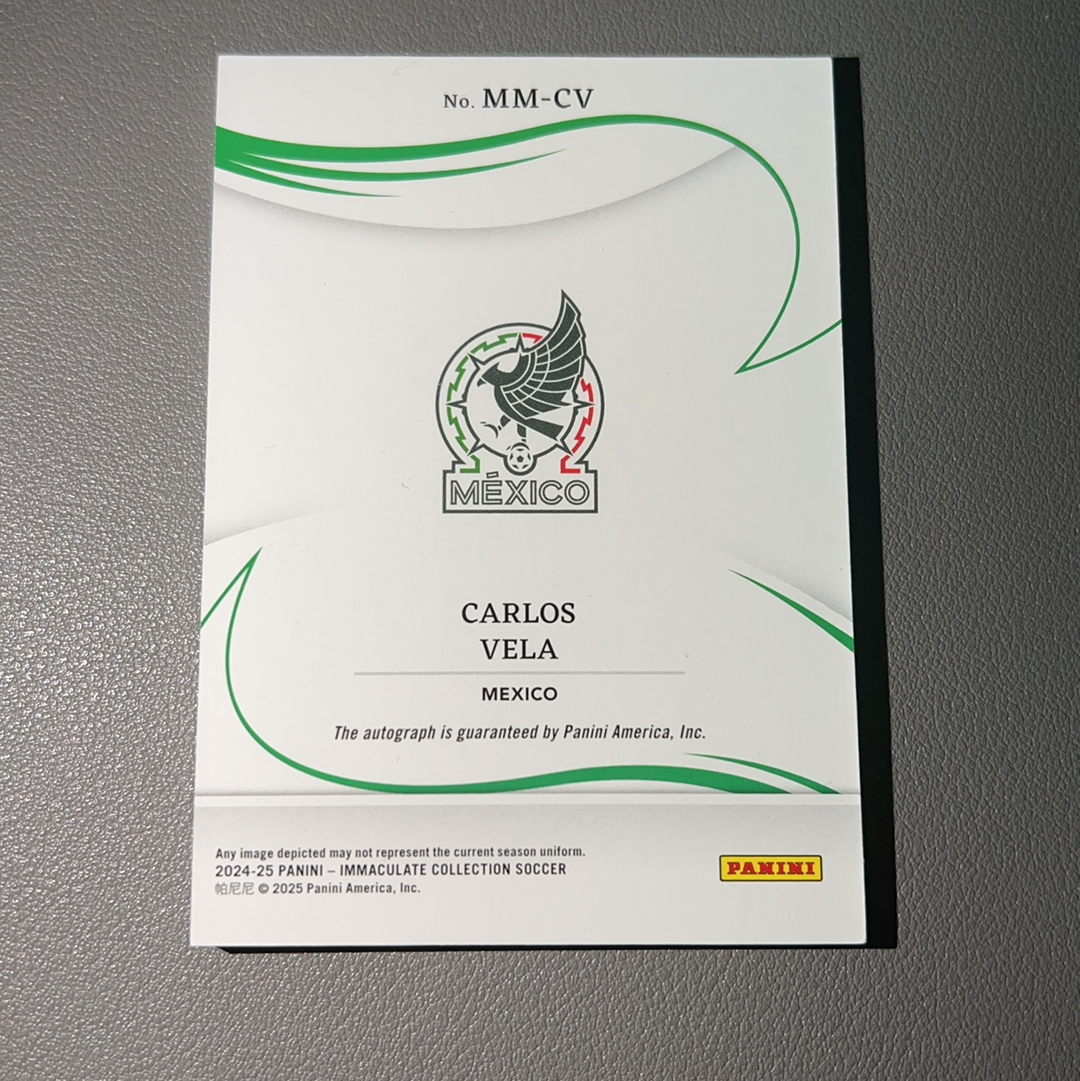 No. MM-CV
MÉXICO
CARLOS
VELA
MEXICO
The autograph is guaranteed by Panini America, Inc.
Any image depicted may not represent the current season uniform.
2024-25 PANINI – IMMACULATE COLLECTION SOCCER
帕尼尼 © 2025 Panini America, Inc.
PANINI